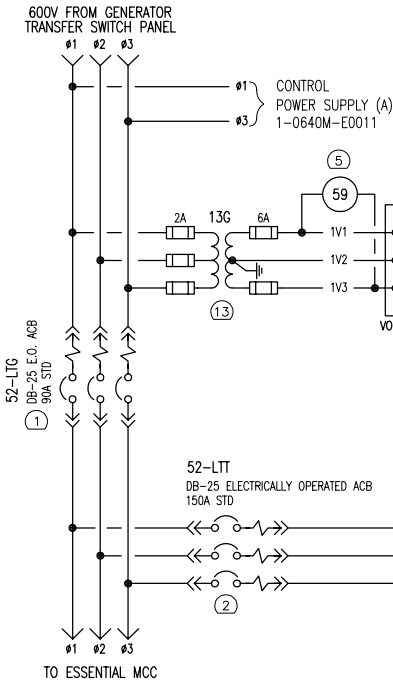 600V FROM GENERATOR
TRANSFER SWITCH PANEL
ø1 ø2 ø3
ø1
ø3
CONTROL
POWER SUPPLY (A)
1-0640M-E0011
5
59
2A 13G 6A
1V1
1V2
1V3
13
VO
52-LTG
DB-25 E.O. ACB
90A STD
1
52-LTT
DB-25 ELECTRICALLY OPERATED ACB
150A STD
2
ø1 ø2 ø3
TO ESSENTIAL MCC